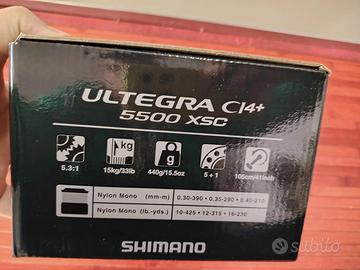 ULTEGRA CI4+
5500 XSC
5.3:1
kg
15kg/33lb
g
440g/15.5oz
5 + 1
105cm/41inch
Nylon Mono (mm-m) 0.30-390 • 0.35-290 • 0.40-210
Nylon Mono (lb.-yds.) 10-425 • 12-315 • 16-230
SHIMANO
subito